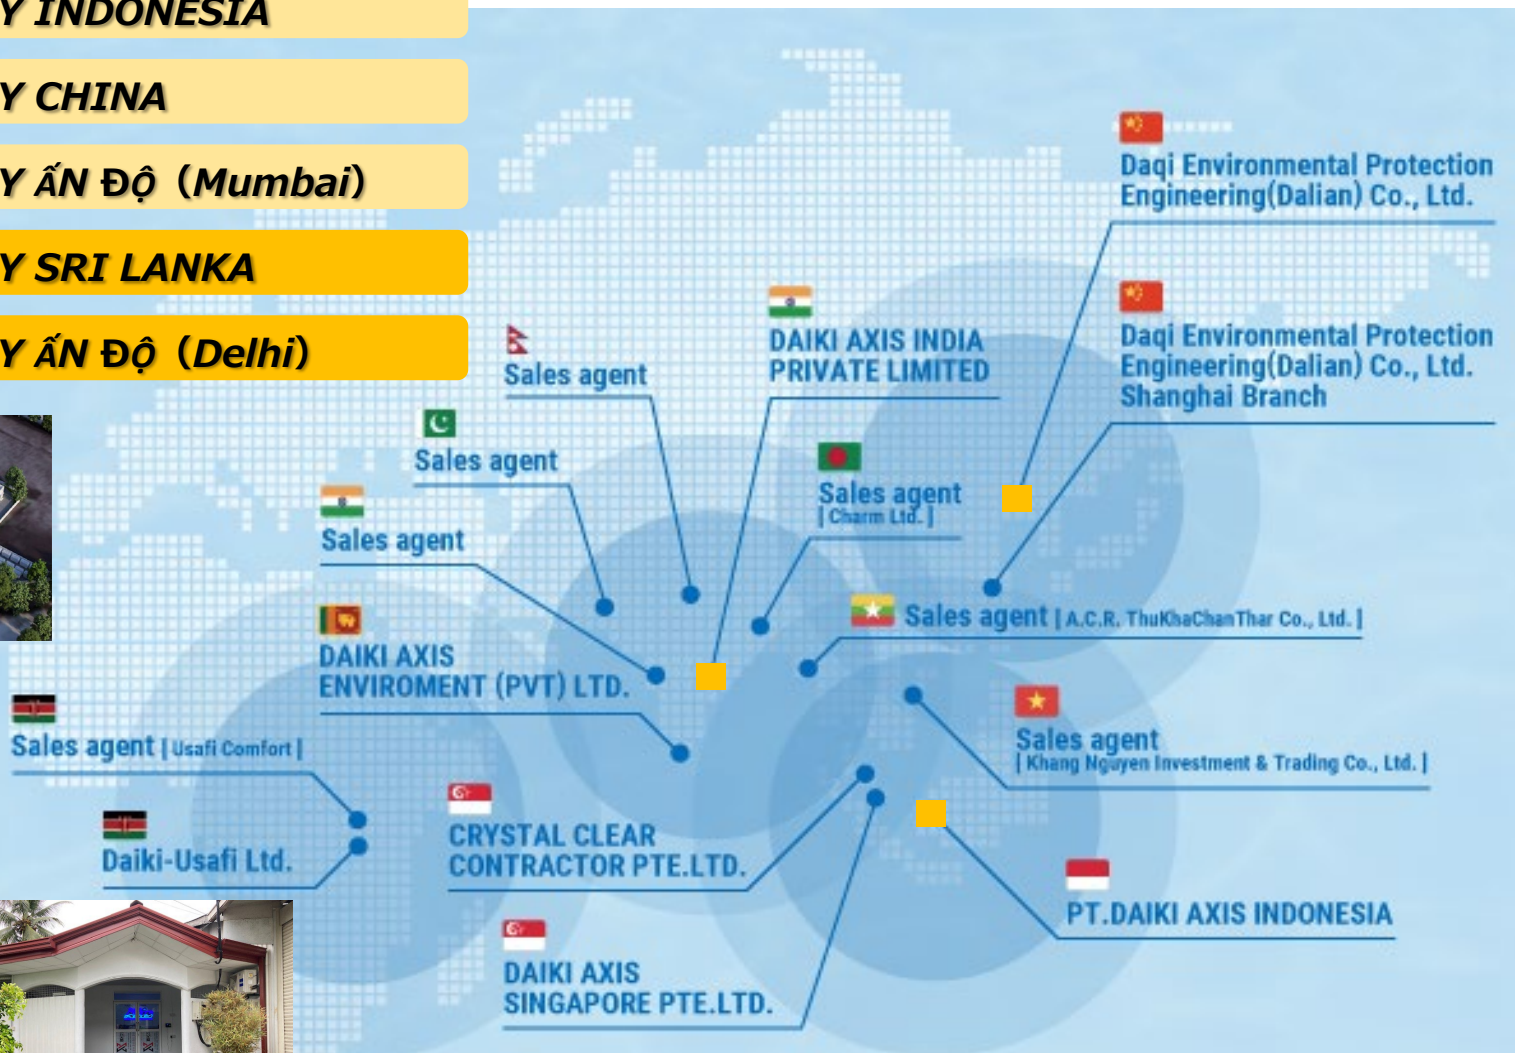 Y INDONESIA
Y CHINA
Y ẤN ĐỘ（Mumbai）
Y SRI LANKA
Y ẤN ĐỘ（Delhi）
Daqi Environmental Protection
Engineering(Dalian) Co., Ltd.
Daqi Environmental Protection
Engineering(Dalian) Co., Ltd.
Shanghai Branch
DAIKI AXIS INDIA
PRIVATE LIMITED
Sales agent
Sales agent
Sales agent
[ Charm Ltd. ]
Sales agent
Sales agent [ A.C.R. ThuKhaChanThar Co., Ltd. ]
DAIKI AXIS
ENVIROMENT (PVT) LTD.
Sales agent [ Usafi Comfort ]
Sales agent
[ Khang Nguyen Investment & Trading Co., Ltd. ]
Daiki-Usafi Ltd.
CRYSTAL CLEAR
CONTRACTOR PTE.LTD.
PT.DAIKI AXIS INDONESIA
DAIKI AXIS
SINGAPORE PTE.LTD.